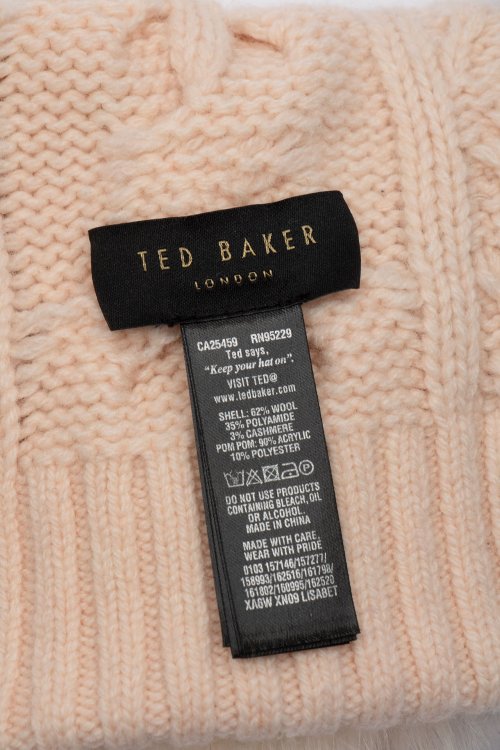 TED BAKER
LONDON
CA25459 RN95229
Ted says,
"Keep your hat on".
VISIT TED@
www.tedbaker.com
SHELL: 62% WOOL
35% POLYAMIDE
3% CASHMERE
POM POM: 90% ACRYLIC
10% POLYESTER
DO NOT USE PRODUCTS
CONTAINING BLEACH, OIL
OR ALCOHOL.
MADE IN CHINA
MADE WITH CARE,
WEAR WITH PRIDE
0103 157146/157277/
158993/162516/161798/
161802/160995/162520
XAGW XNO9 LISABET